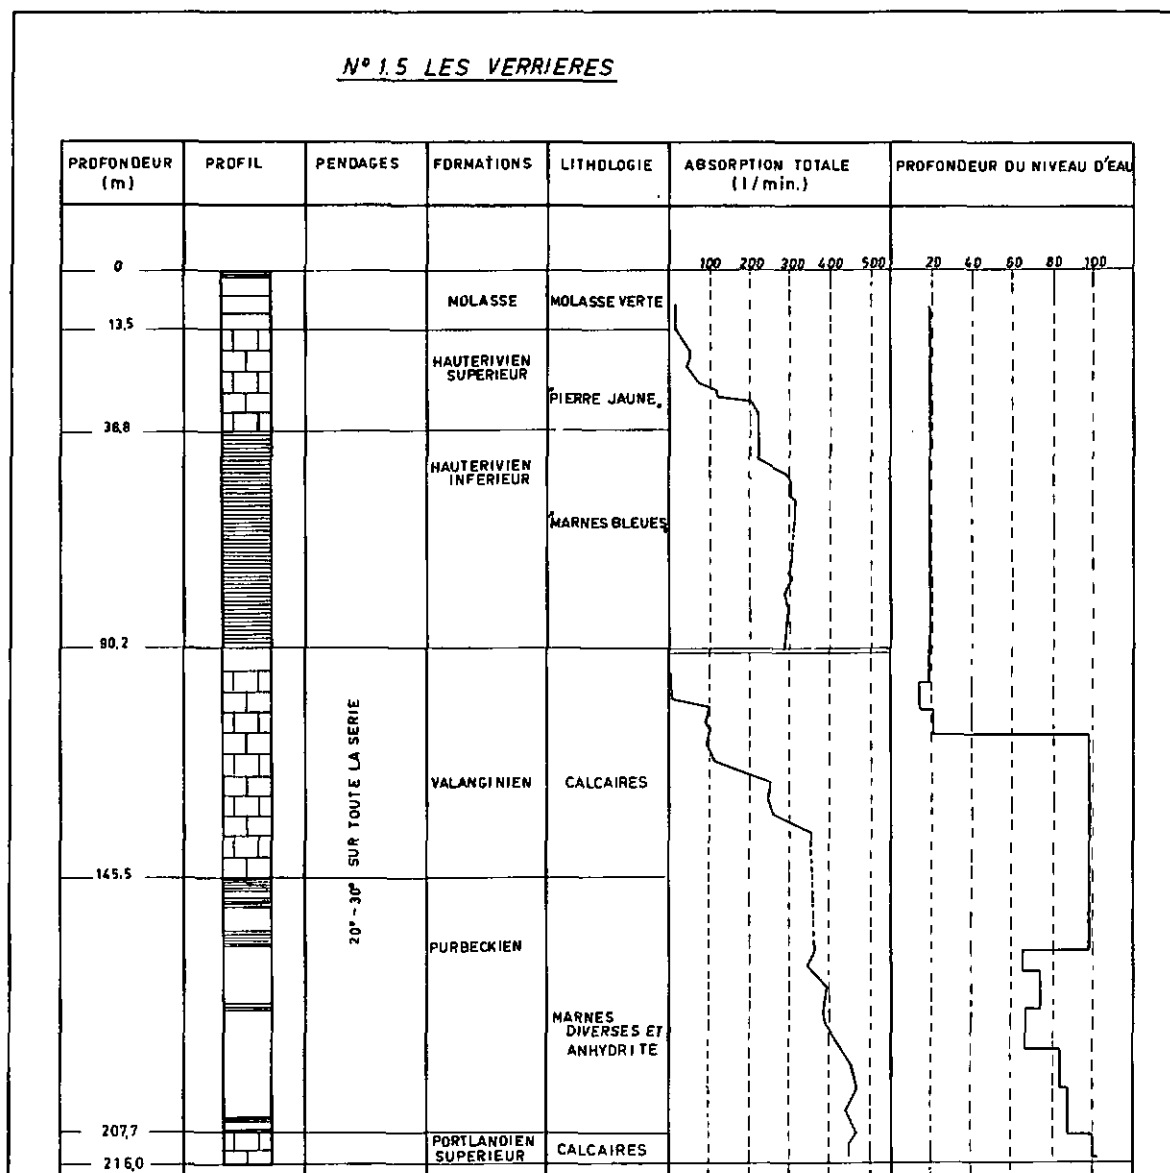 Nº 1.5 LES VERRIERES
PROFONDEUR
(m)
PROFIL
PENDAGES
FORMATIONS
LITHOLOGIE
ABSORPTION TOTALE
(l/min.)
PROFONDEUR DU NIVEAU D'EAU
0
100 200 300 400 500
20 40 60 80 100
MOLASSE
MOLASSE VERTE
13,5
HAUTERIVIEN
SUPERIEUR
"PIERRE JAUNE"
36,8
HAUTERIVIEN
INFERIEUR
"MARNES BLEUES"
90,2
20° - 30° SUR TOUTE LA SERIE
VALANGINIEN
CALCAIRES
145,5
PURBECKIEN
MARNES
DIVERSES ET
ANHYDRITE
207,7
PORTLANDIEN
SUPERIEUR
CALCAIRES
216,0